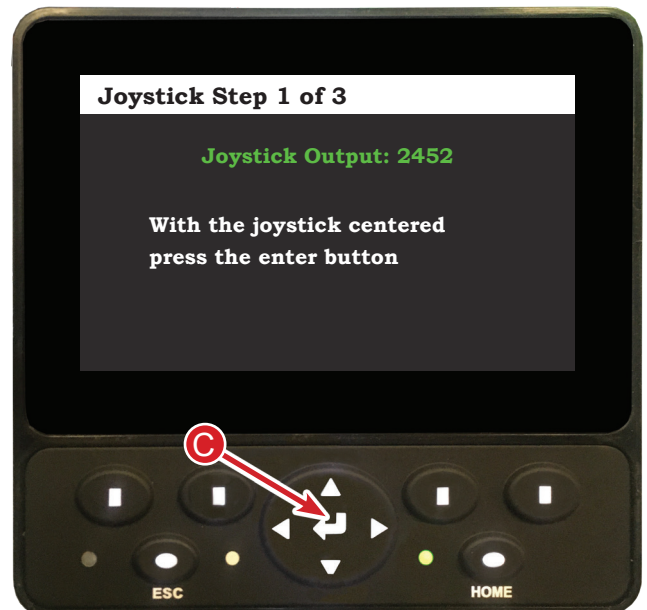 Joystick Step 1 of 3
Joystick Output: 2452
With the joystick centered
press the enter button
C
ESC
HOME